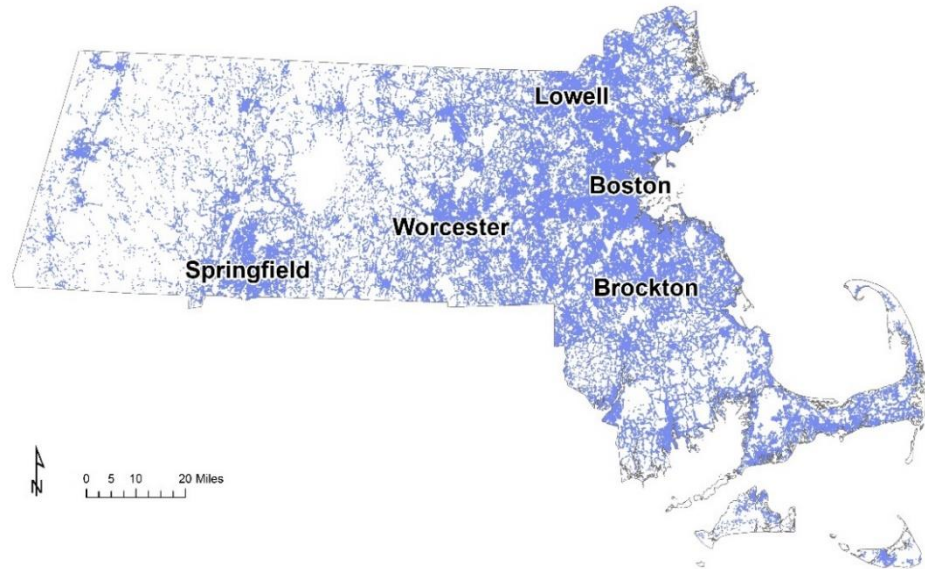 Lowell
Boston
Worcester
Springfield
Brockton
N
0 5 10 20 Miles